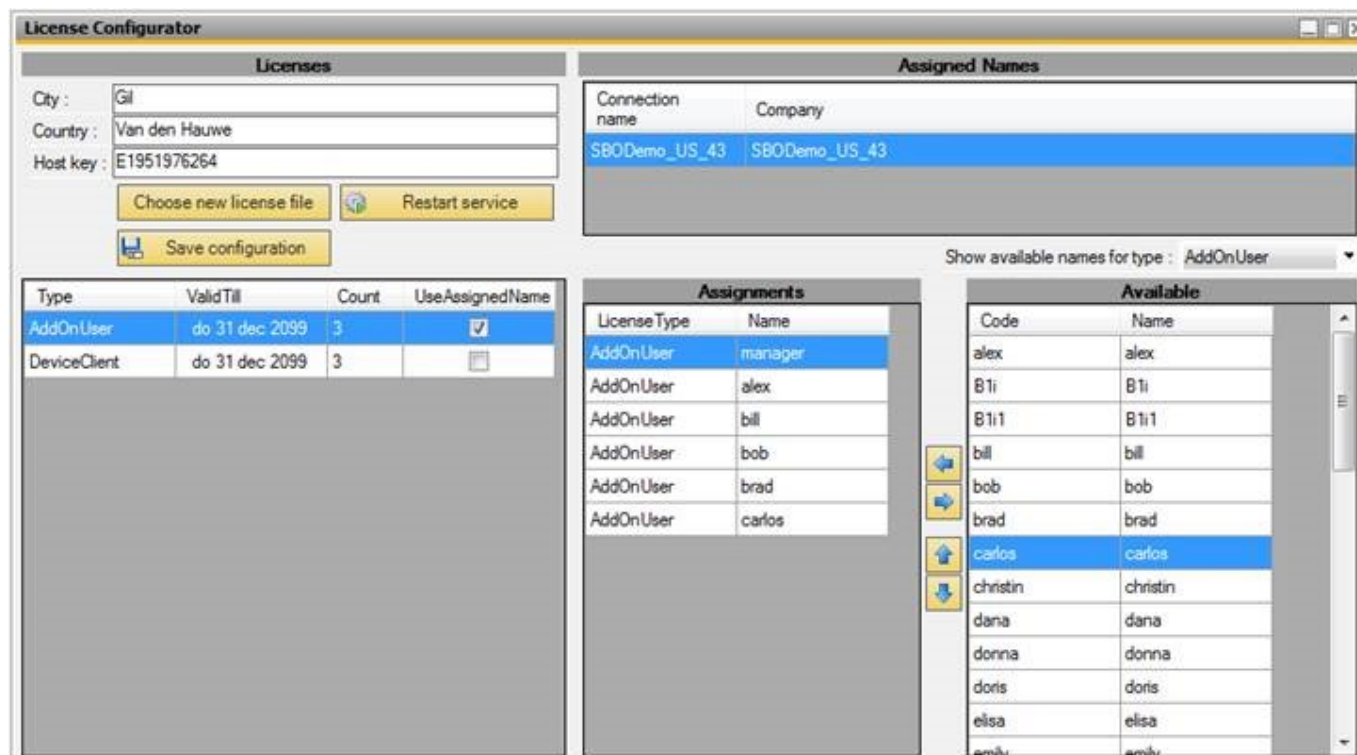 License Configurator
Licenses
City : Gil
Country : Van den Hauwe
Host key : E1951976264
Choose new license file Restart service
Save configuration
Type ValidTill Count UseAssignedName
AddOnUser do 31 dec 2099 3
DeviceClient do 31 dec 2099 3
Assigned Names
Connection name Company
SBODemo_US_43 SBODemo_US_43
Show available names for type : AddOnUser
Assignments
LicenseType Name
AddOnUser manager
AddOnUser alex
AddOnUser bill
AddOnUser bob
AddOnUser brad
AddOnUser carlos
Available
Code Name
alex alex
B1i B1i
B1i1 B1i1
bill bill
bob bob
brad brad
carlos carlos
christin christin
dana dana
donna donna
doris doris
elisa elisa
emily emily